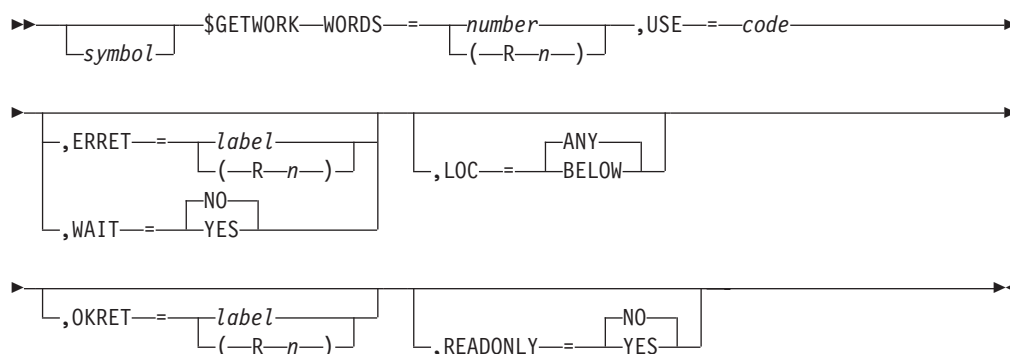 $GETWORK WORDS = number ,USE = code
symbol (R n)
,ERRET = label ANY
(R n) ,LOC = BELOW
NO
,WAIT = YES
NO
,OKRET = label
(R n) ,READONLY = YES